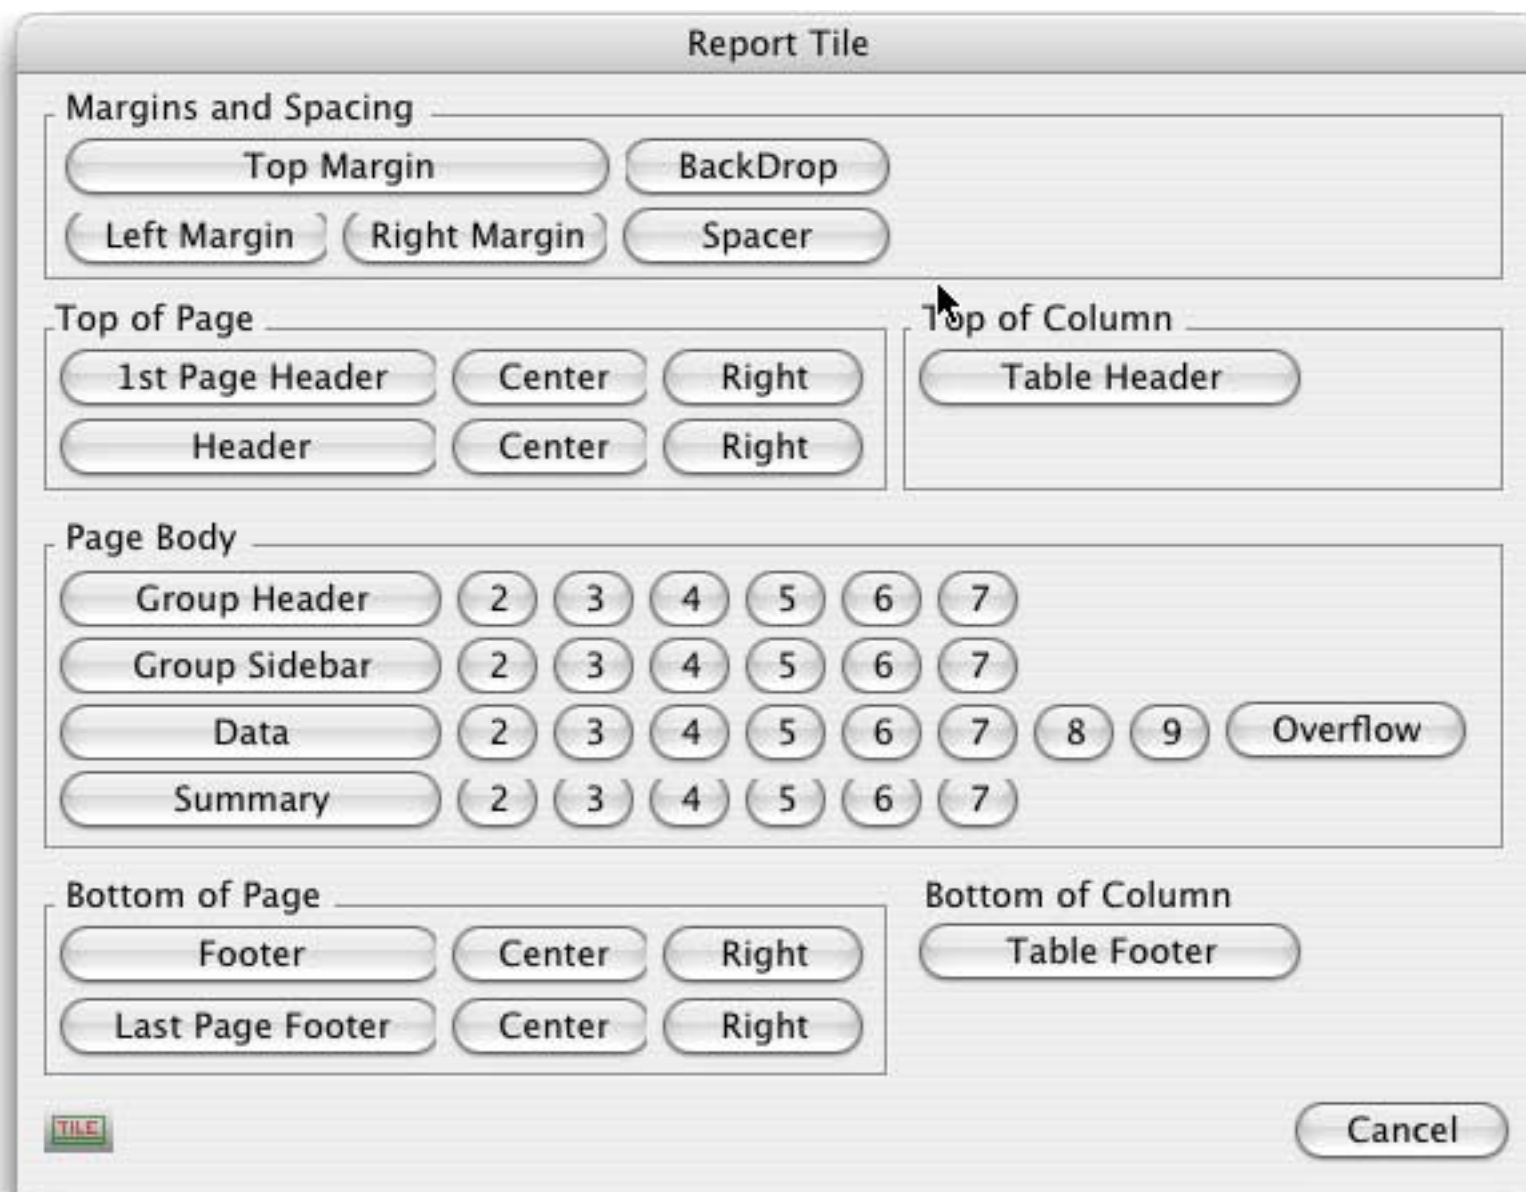 Report Tile
Margins and Spacing
Top Margin BackDrop
Left Margin Right Margin Spacer
Top of Page Top of Column
1st Page Header Center Right Table Header
Header Center Right
Page Body
Group Header 2 3 4 5 6 7
Group Sidebar 2 3 4 5 6 7
Data 2 3 4 5 6 7 8 9 Overflow
Summary 2 3 4 5 6 7
Bottom of Page Bottom of Column
Footer Center Right Table Footer
Last Page Footer Center Right
TILE Cancel